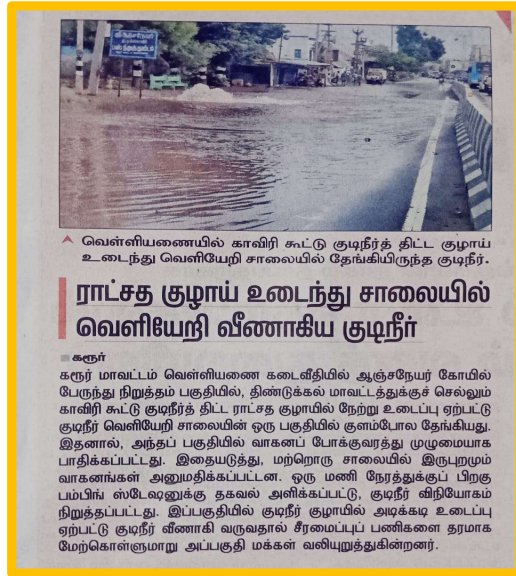 வெள்ளியணையில் காவிரி கூட்டு குடிநீர்த் திட்ட குழாய்
உடைந்து வெளியேறி சாலையில் தேங்கியிருந்த குடிநீர்.
ராட்சத குழாய் உடைந்து சாலையில்
வெளியேறி வீணாகிய குடிநீர்
கரூர்
கரூர் மாவட்டம் வெள்ளியணை கடைவீதியில் ஆஞ்சநேயர் கோயில்
பேருந்து நிறுத்தம் பகுதியில், திண்டுக்கல் மாவட்டத்துக்குச் செல்லும்
காவிரி கூட்டு குடிநீர்த் திட்ட ராட்சத குழாயில் நேற்று உடைப்பு ஏற்பட்டு
குடிநீர் வெளியேறி சாலையின் ஒரு பகுதியில் குளம்போல தேங்கியது.
இதனால், அந்தப் பகுதியில் வாகனப் போக்குவரத்து முழுமையாக
பாதிக்கப்பட்டது. இதையடுத்து, மற்றொரு சாலையில் இருபுறமும்
வாகனங்கள் அனுமதிக்கப்பட்டன. ஒரு மணி நேரத்துக்குப் பிறகு
பம்பிங் ஸ்டேஷனுக்கு தகவல் அளிக்கப்பட்டு, குடிநீர் விநியோகம்
நிறுத்தப்பட்டது. இப்பகுதியில் குடிநீர் குழாயில் அடிக்கடி உடைப்பு
ஏற்பட்டு குடிநீர் வீணாகி வருவதால் சீரமைப்புப் பணிகளை தரமாக
மேற்கொள்ளுமாறு அப்பகுதி மக்கள் வலியுறுத்துகின்றனர்.